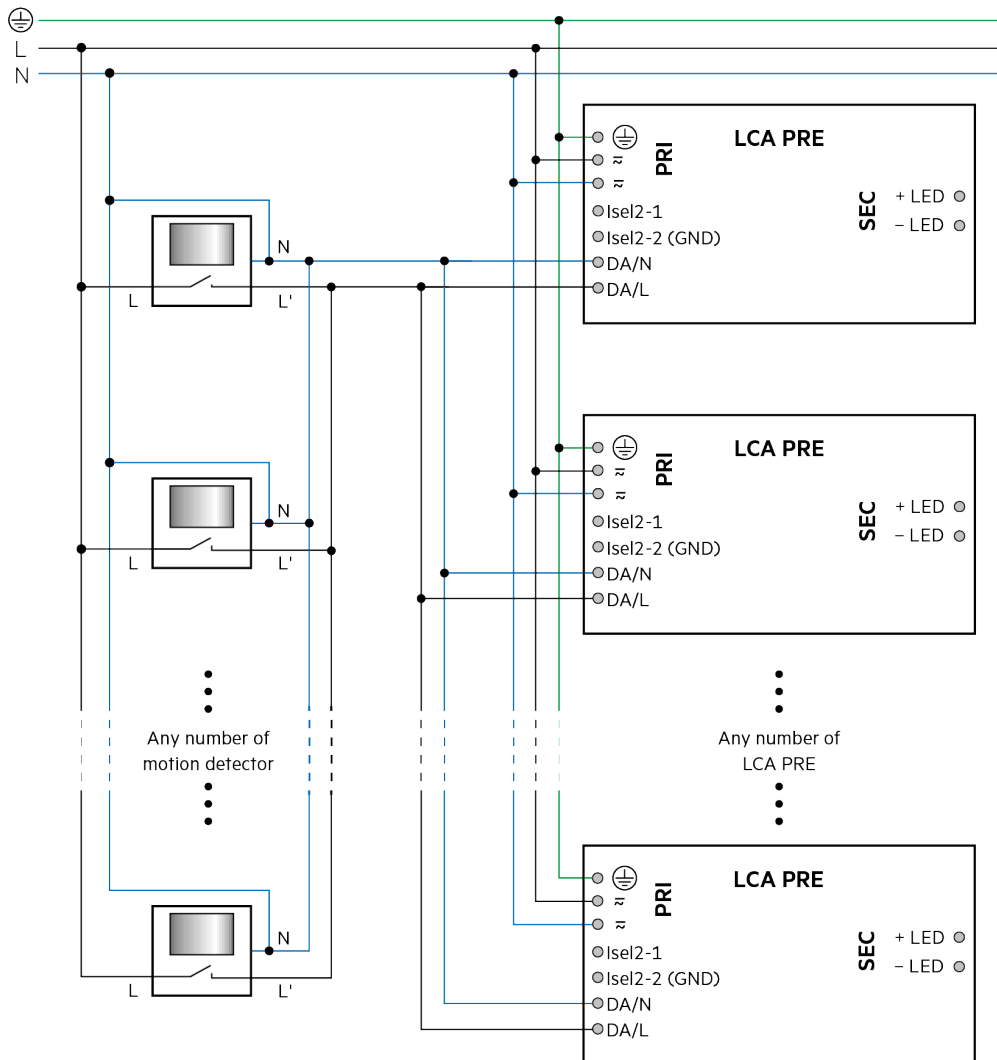 L
N
LCA PRE
PRI
SEC
+ LED
– LED
Isel2-1
Isel2-2 (GND)
DA/N
DA/L
N
L
L'
LCA PRE
PRI
SEC
+ LED
– LED
Isel2-1
Isel2-2 (GND)
DA/N
DA/L
N
L
L'
Any number of
motion detector
Any number of
LCA PRE
LCA PRE
PRI
SEC
+ LED
– LED
Isel2-1
Isel2-2 (GND)
DA/N
DA/L
N
L
L'